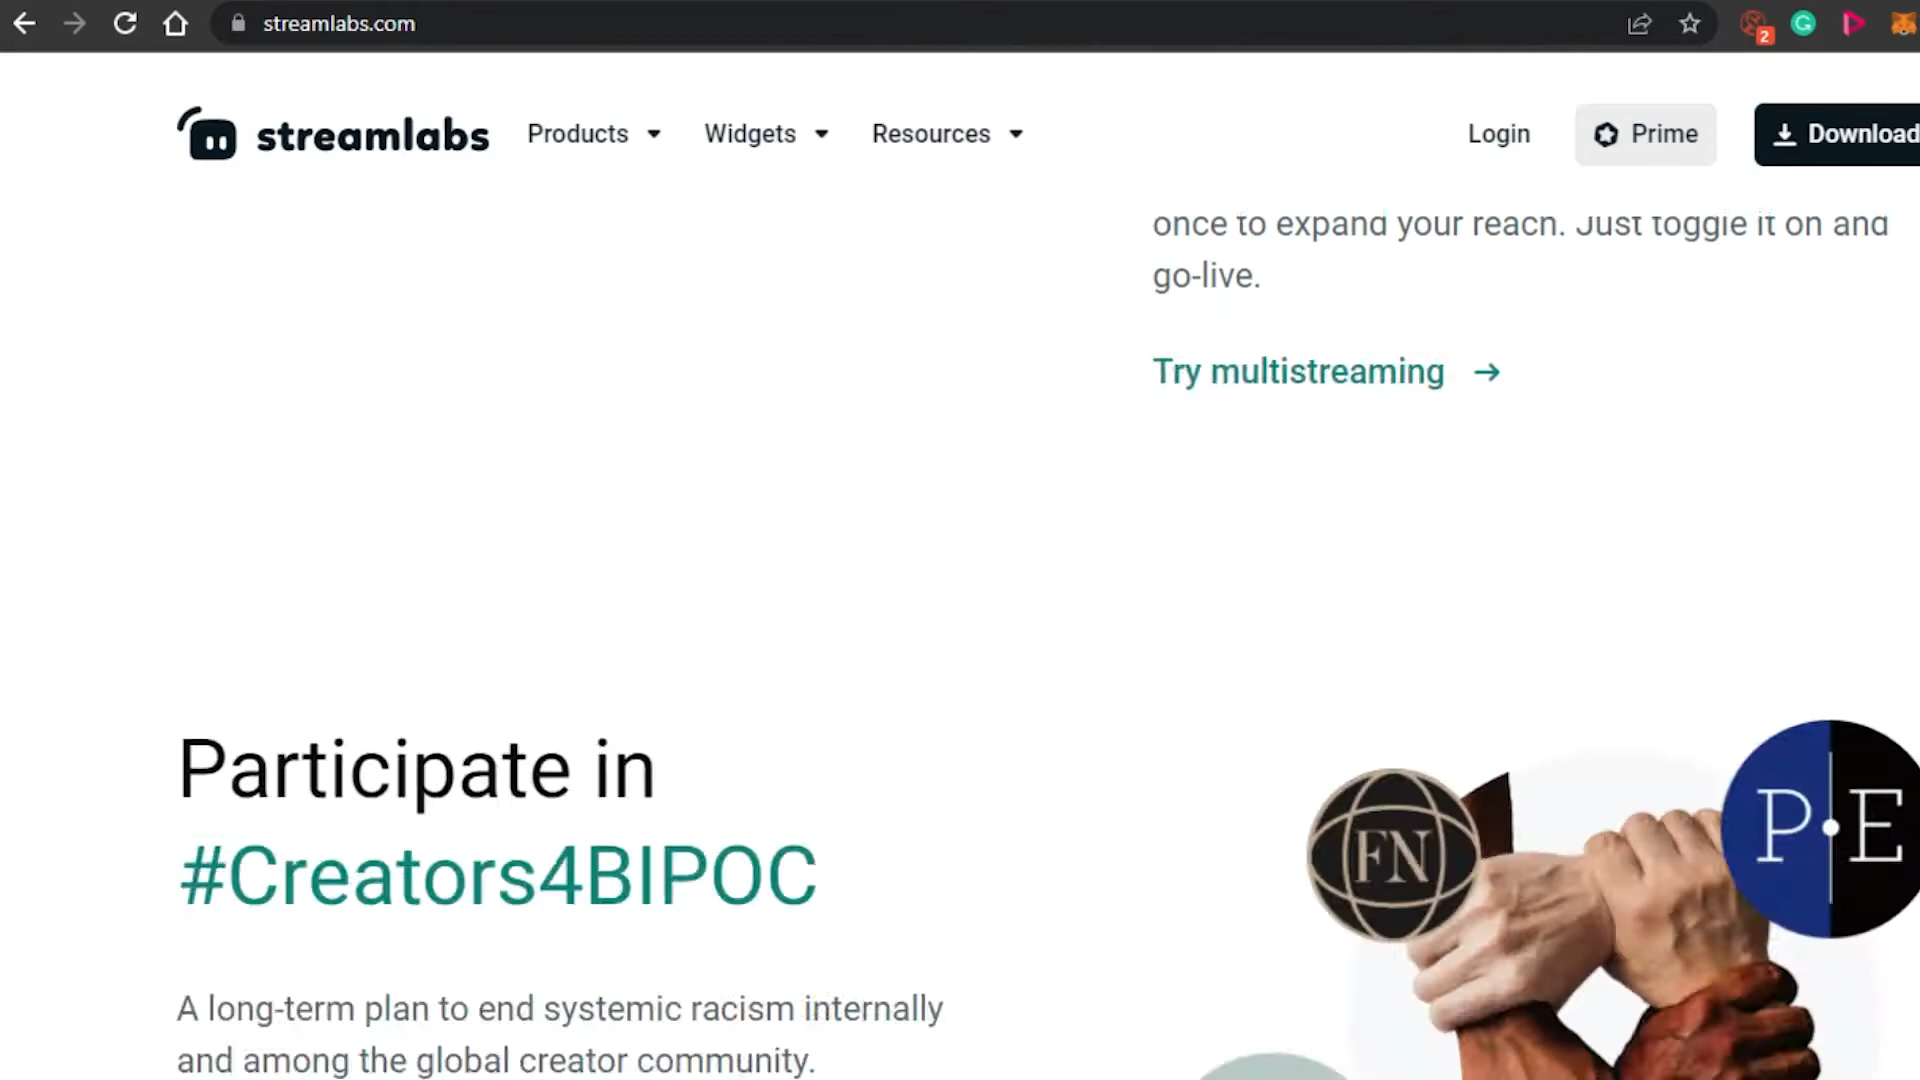 streamlabs.com
2
streamlabs
Products
Widgets
Resources
Login
Prime
Download
once to expand your reach. Just toggle it on and
go-live.
Try multistreaming →
Participate in
#Creators4BIPOC
FN
P E
A long-term plan to end systemic racism internally
and among the global creator community.